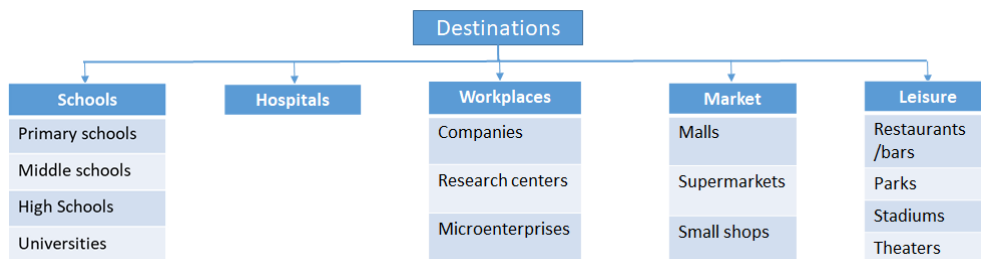 Destinations
Schools
Primary schools
Middle schools
High Schools
Universities
Hospitals
Workplaces
Companies
Research centers
Microenterprises
Market
Malls
Supermarkets
Small shops
Leisure
Restaurants
/bars
Parks
Stadiums
Theaters